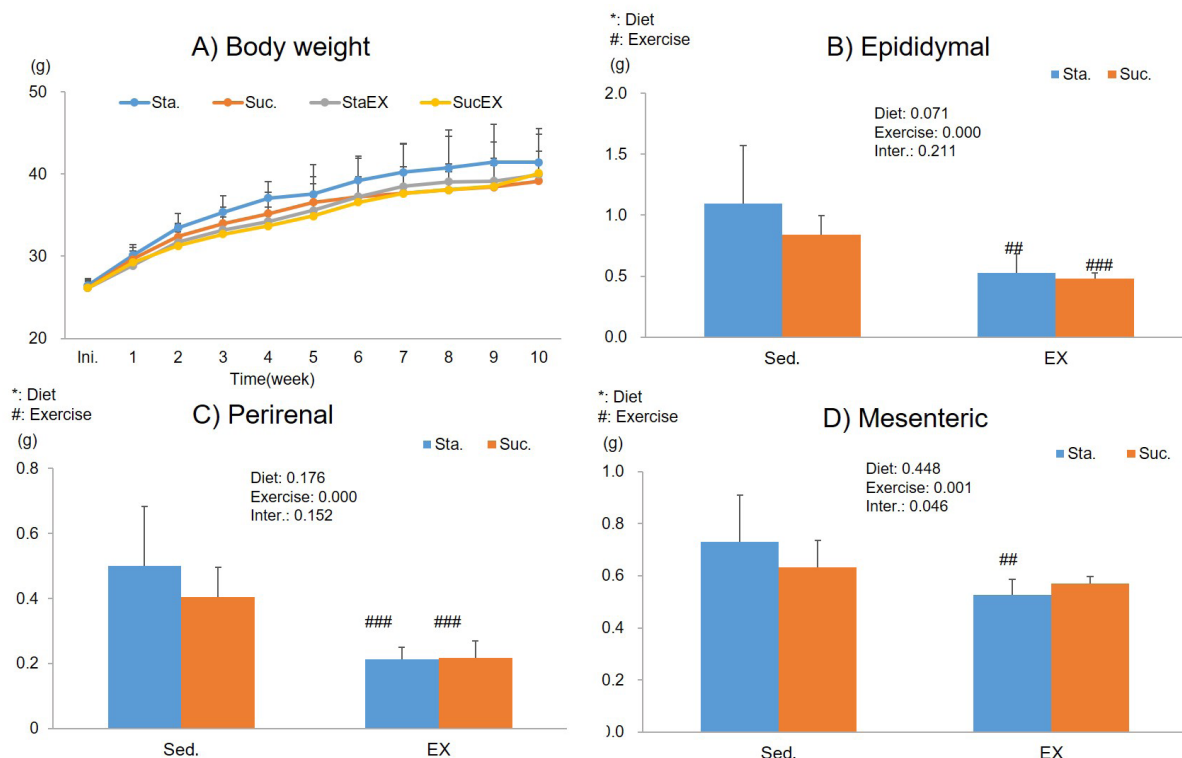 A) Body weight
(g)
Sta. Suc. StaEX SucEX
50
40
30
20
Ini. 1 2 3 4 5 6 7 8 9 10
Time(week)
*: Diet
#: Exercise
B) Epididymal
(g)
Sta. Suc.
Diet: 0.071
Exercise: 0.000
Inter.: 0.211
2.0
1.5
1.0
0.5
0.0
## ###
Sed. EX
*: Diet
#: Exercise
C) Perirenal
(g)
Sta. Suc.
Diet: 0.176
Exercise: 0.000
Inter.: 0.152
0.8
0.6
0.4
0.2
0
### ###
Sed. EX
*: Diet
#: Exercise
D) Mesenteric
(g)
Sta. Suc.
Diet: 0.448
Exercise: 0.001
Inter.: 0.046
1.0
0.8
0.6
0.4
0.2
).0
##
Sed. EX